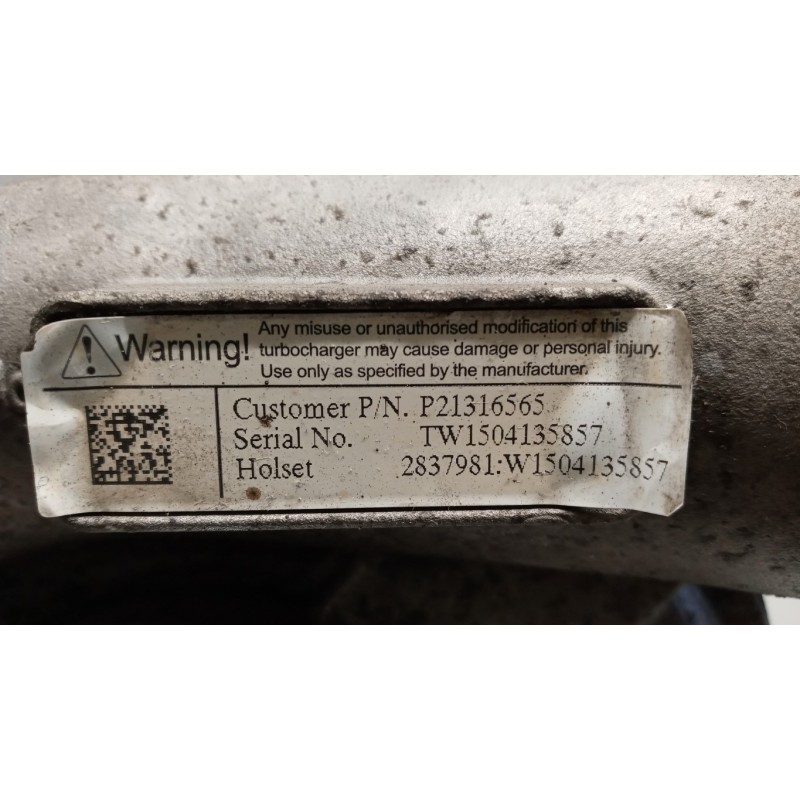 Warning!
Any misuse or unauthorised modification of this
turbocharger may cause damage or personal injury.
Use only as specified by the manufacturer.
Customer P/N. P21316565
Serial No. TW1504135857
Holset 2837981:W1504135857